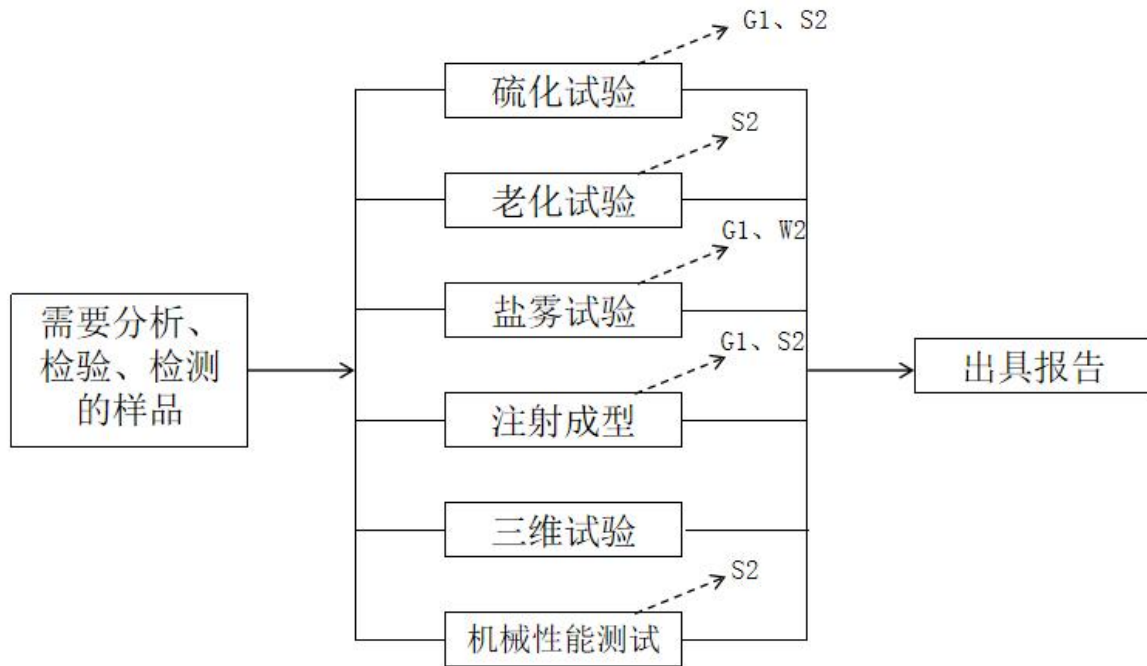 G1、S2
硫化试验
S2
老化试验
G1、W2
盐雾试验
需要分析、
检验、检测
的样品
G1、S2
注射成型
出具报告
三维试验
S2
机械性能测试